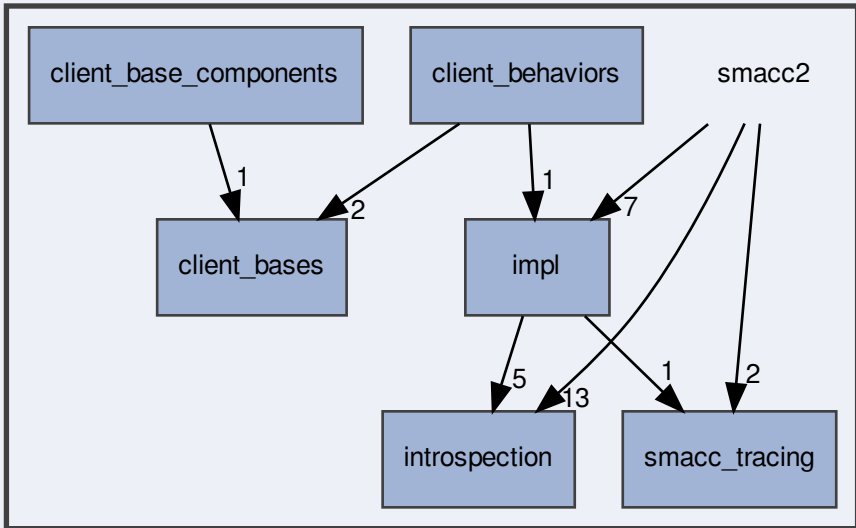 client_base_components
client_behaviors
smacc2
1
2
1
7
client_bases
impl
5
13
1
2
introspection
smacc_tracing